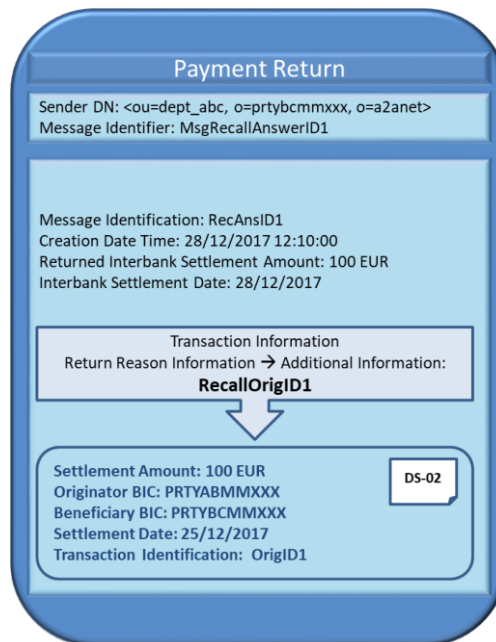 Payment Return
Sender DN: <ou=dept_abc, o=prtybcmmxxx, o=a2anet>
Message Identifier: MsgRecallAnswerID1
Message Identification: RecAnsID1
Creation Date Time: 28/12/2017 12:10:00
Returned Interbank Settlement Amount: 100 EUR
Interbank Settlement Date: 28/12/2017
Transaction Information
Return Reason Information → Additional Information:
RecallOrigID1
Settlement Amount: 100 EUR
Originator BIC: PRTYABMMXXX
Beneficiary BIC: PRTYBCMMXXX
Settlement Date: 25/12/2017
Transaction Identification: OrigID1
DS-02